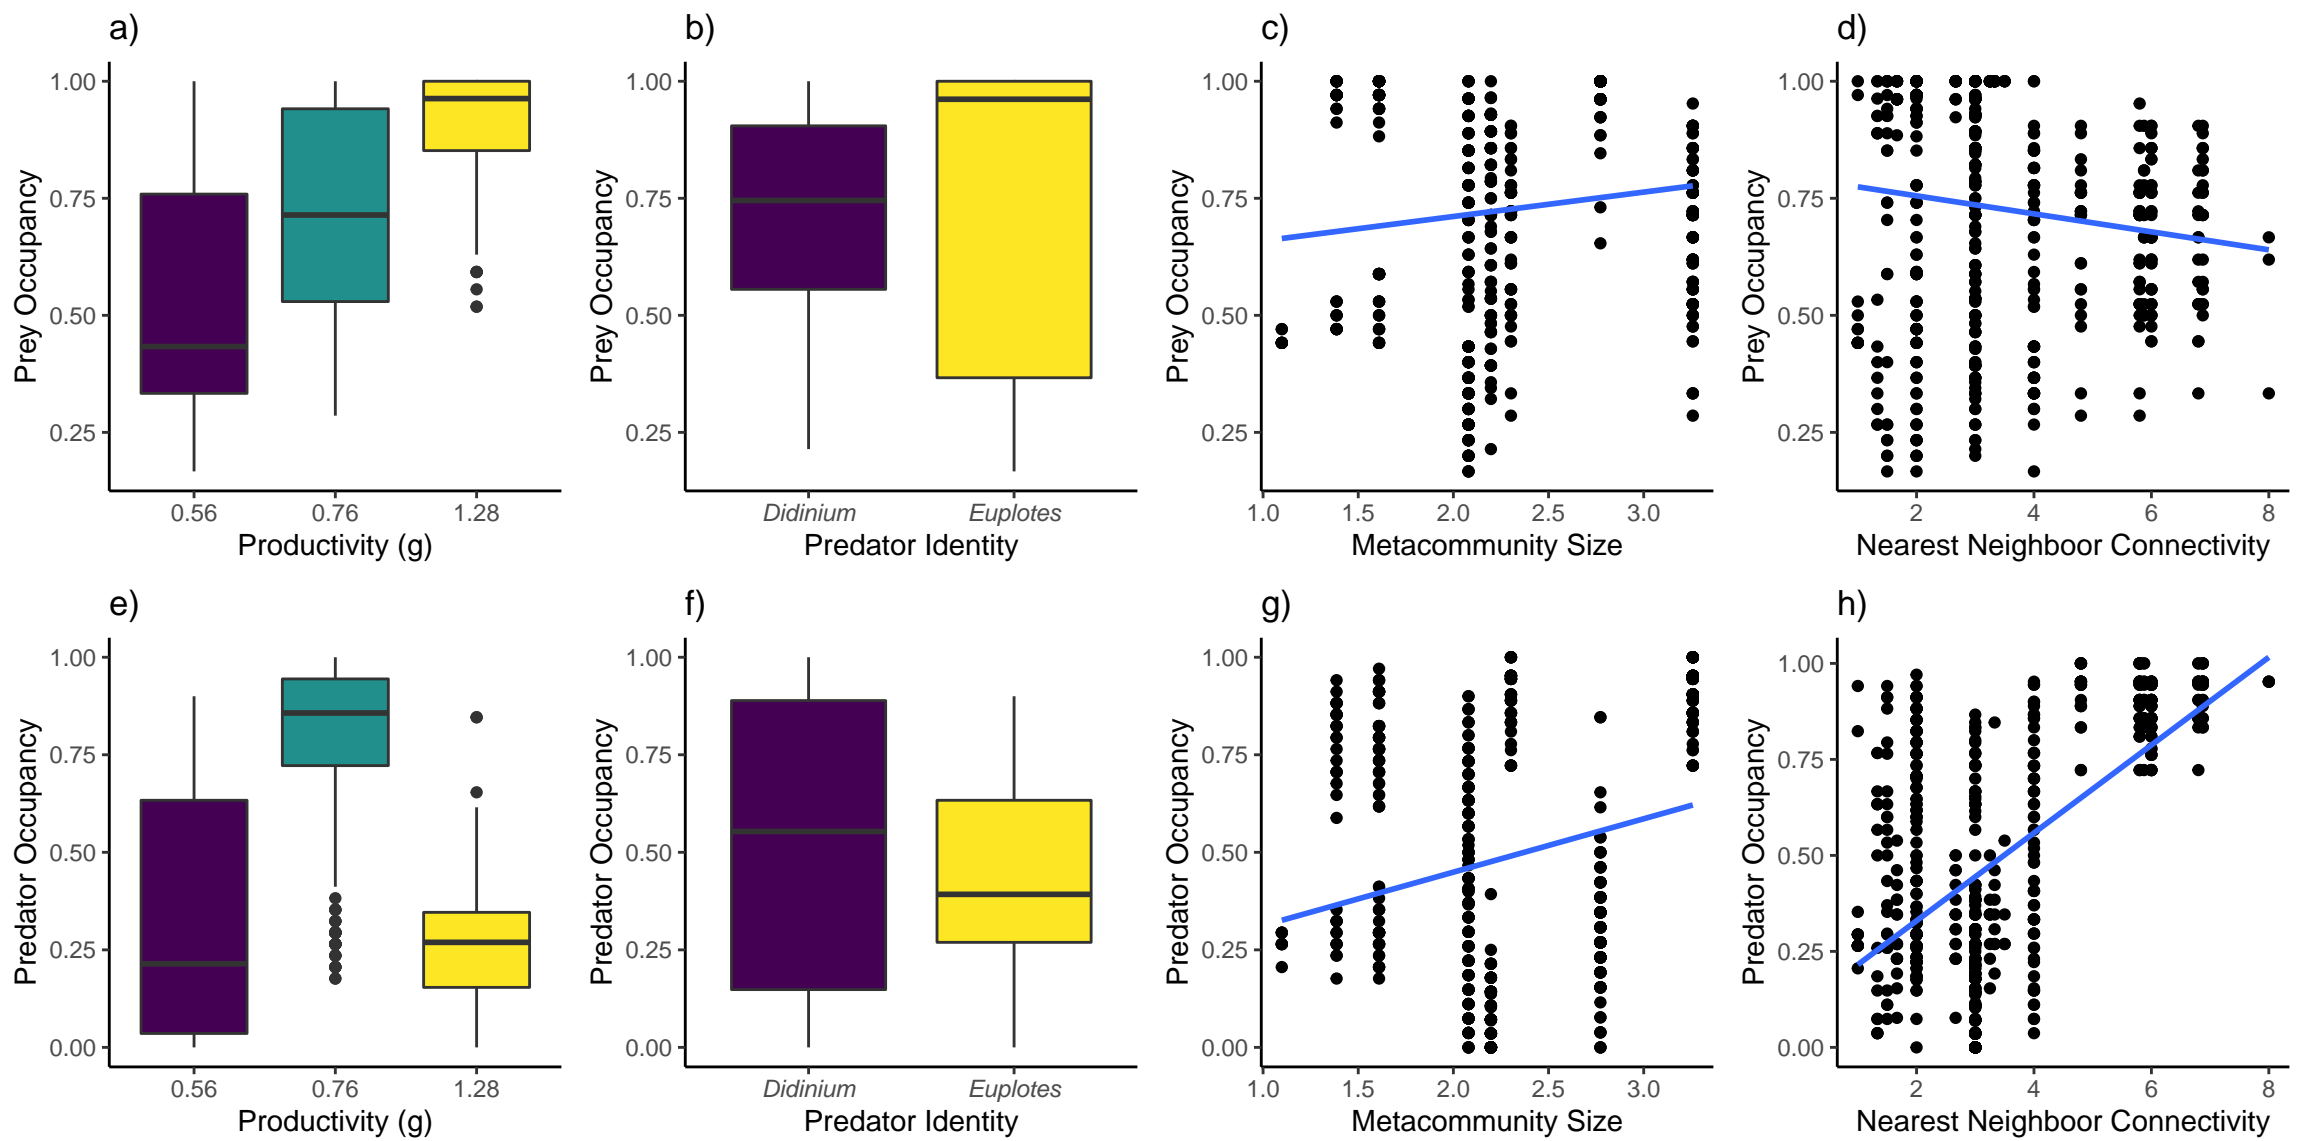 a)
Prey Occupancy
1.00
0.75
0.50
0.25
0.56 0.76 1.28
Productivity (g)
b)
Prey Occupancy
1.00
0.75
0.50
0.25
Didinium Euplotes
Predator Identity
c)
Prey Occupancy
1.00
0.75
0.50
0.25
1.0 1.5 2.0 2.5 3.0
Metacommunity Size
d)
Prey Occupancy
1.00
0.75
0.50
0.25
2 4 6 8
Nearest Neighboor Connectivity
e)
Predator Occupancy
1.00
0.75
0.50
0.25
0.00
0.56 0.76 1.28
Productivity (g)
f)
Predator Occupancy
1.00
0.75
0.50
0.25
0.00
Didinium Euplotes
Predator Identity
g)
Predator Occupancy
1.00
0.75
0.50
0.25
0.00
1.0 1.5 2.0 2.5 3.0
Metacommunity Size
h)
Predator Occupancy
1.00
0.75
0.50
0.25
0.00
2 4 6 8
Nearest Neighboor Connectivity